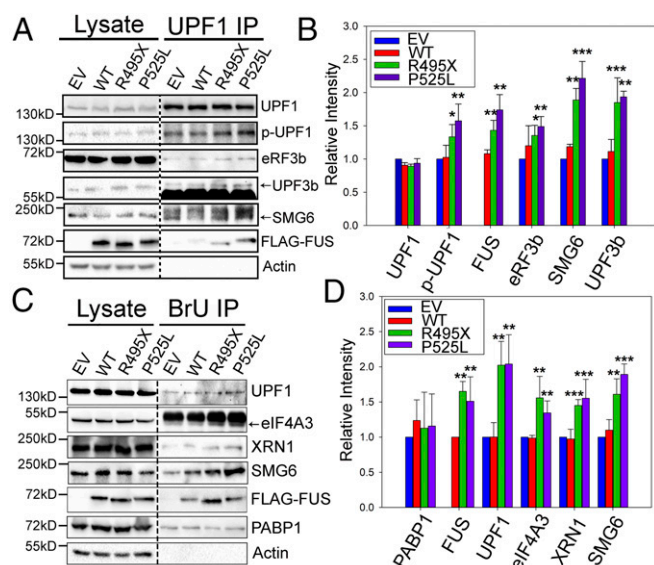 A
Lysate UPF1 IP
EV WT R495X P525L EV WT R495X P525L
130kD UPF1
130kD p-UPF1
72kD eRF3b
55kD ←UPF3b
250kD ←SMG6
72kD FLAG-FUS
55kD Actin
B
Relative Intensity
3.0
2.5
2.0
1.5
1.0
0.0
EV
WT
R495X
P525L
* ** ** ** * ** ** *** *** **
UPF1 p-UPF1 FUS eRF3b SMG6 UPF3b
C
Lysate BrU IP
EV WT R495X P525L EV WT R495X P525L
130kD UPF1
55kD ←eIF4A3
250kD XRN1
250kD SMG6
72kD FLAG-FUS
72kD PABP1
55kD Actin
D
Relative Intensity
3.0
2.5
2.0
1.5
1.0
0.0
EV
WT
R495X
P525L
** ** ** ** ** ** *** *** ** ***
PABP1 FUS UPF1 eIF4A3 XRN1 SMG6